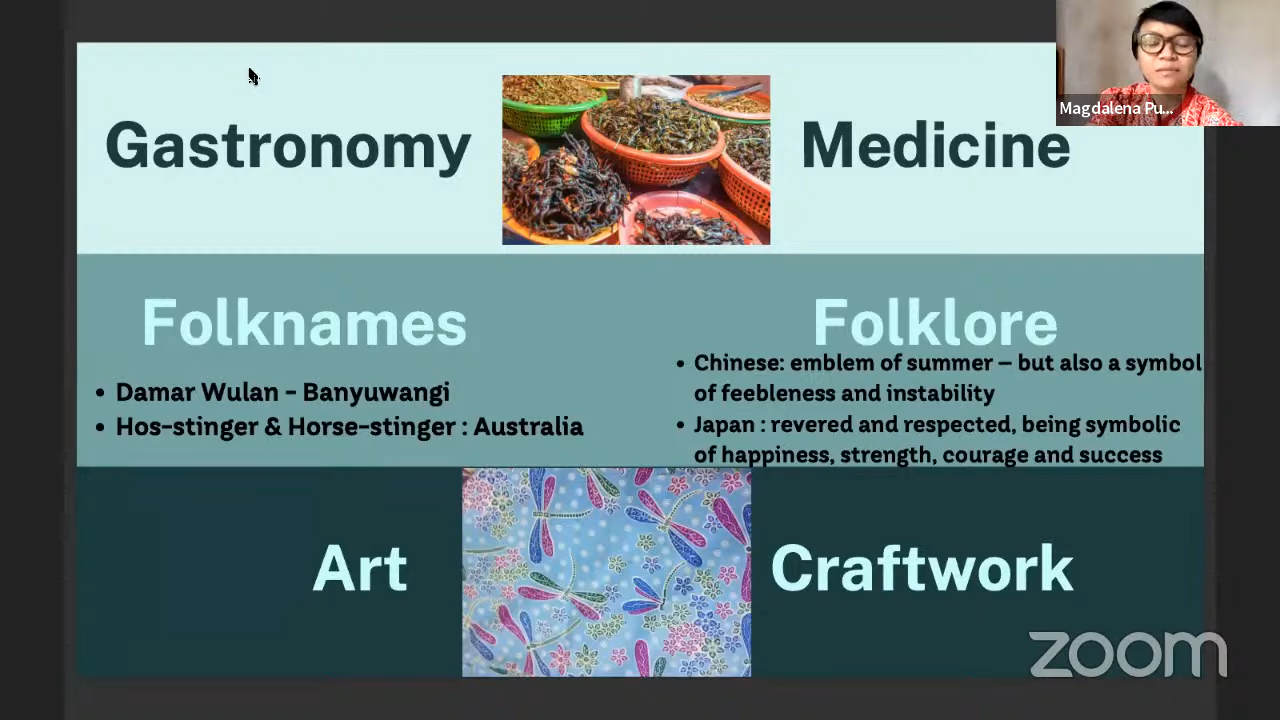 Gastronomy
Medicine
Magdalena Pu...
Folknames
Folklore
• Damar Wulan - Banyuwangi
• Hos-stinger & Horse-stinger : Australia
• Chinese: emblem of summer – but also a symbol
of feebleness and instability
• Japan : revered and respected, being symbolic
of happiness, strength, courage and success
Art
Craftwork
zoom